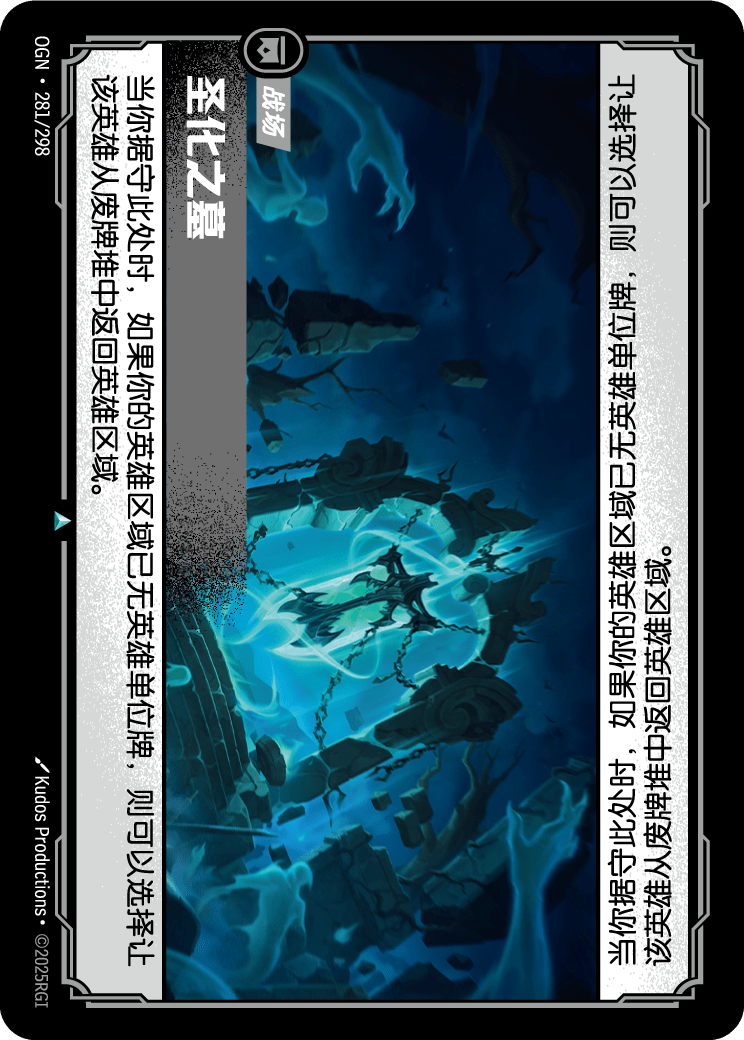 当你据守此处时，如果你的英雄区域已无英雄单位牌，则可以选择让
该英雄从废牌堆中返回英雄区域。
战场
圣化之墓
当你据守此处时，如果你的英雄区域已无英雄单位牌，则可以选择让
该英雄从废牌堆中返回英雄区域。
OGN • 281/298
Kudos Productions • ©2025RGI